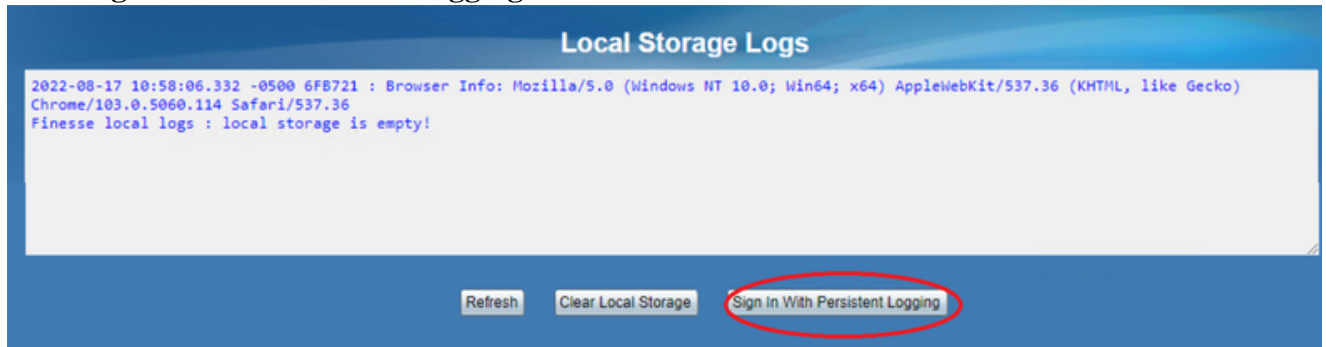 Local Storage Logs
2022-08-17 10:58:06.332 -0500 6FB721 : Browser Info: Mozilla/5.0 (Windows NT 10.0; Win64; x64) AppleWebKit/537.36 (KHTML, like Gecko)
Chrome/103.0.5060.114 Safari/537.36
Finesse local logs : local storage is empty!
Refresh Clear Local Storage Sign In With Persistent Logging